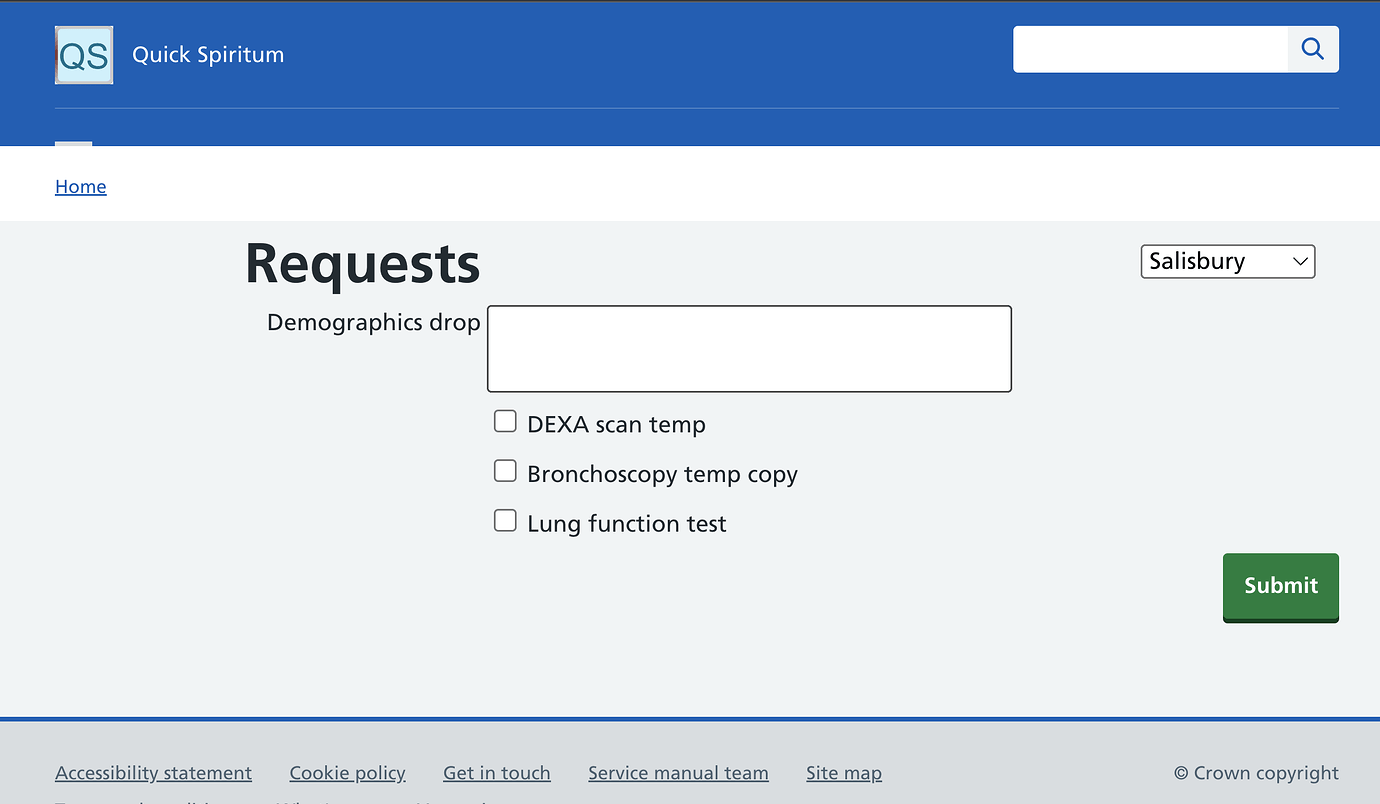 QS Quick Spiritum
Home
Requests
Salisbury
Demographics drop
DEXA scan temp
Bronchoscopy temp copy
Lung function test
Submit
Accessibility statement Cookie policy Get in touch Service manual team Site map © Crown copyright